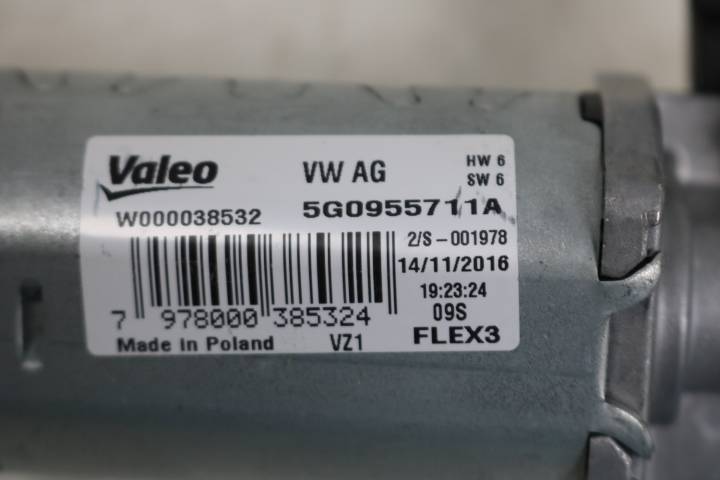 Valeo
VW AG
HW 6
SW 6
W000038532
5G0955711A
2/S-001978
14/11/2016
19:23:24
09S
7 978000 385324
Made in Poland
VZ1
FLEX3